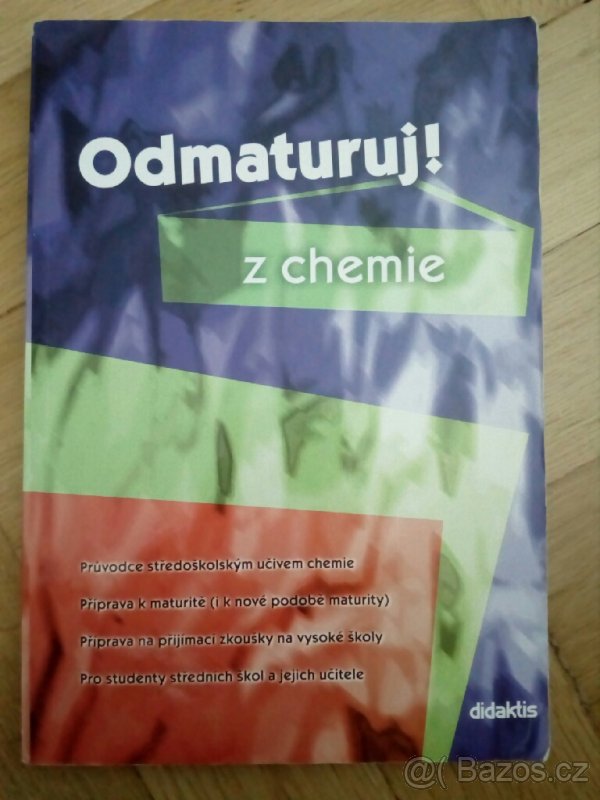 Odmaturuj!
z chemie
Průvodce středoškolským učivem chemie
Příprava k maturitě (i k nové podobě maturity)
Příprava na přijímací zkoušky na vysoké školy
Pro studenty středních škol a jejich učitele
didaktis
@( Bazos.cz